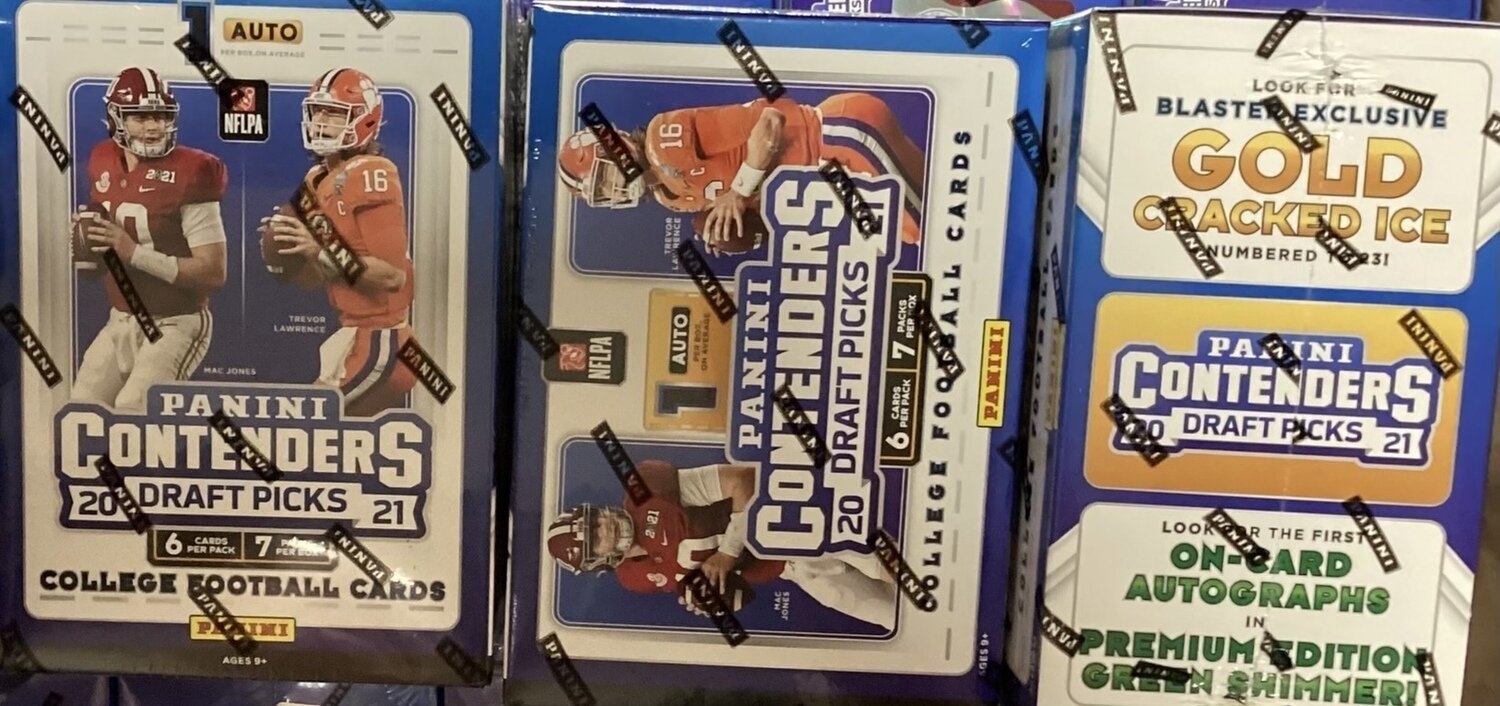 1
AUTO
PER BOX, ON AVERAGE
NFLPA
2021
10
16
C
TREVOR
LAWRENCE
MAC JONES
PANINI
CONTENDERS
20 DRAFT PICKS 21
6 CARDS PER PACK 7 PACKS PER BOX
COLLEGE FOOTBALL CARDS
PANINI
AGES 9+
16
C
TREVOR
LAWRENCE
NFLPA
1
AUTO
PER BOX,
ON AVERAGE
PANINI
CONTENDERS
20 DRAFT PICKS 21
6 CARDS PER PACK 7 PACKS PER BOX
COLLEGE FOOTBALL CARDS
PANINI
2021
MAC
JONES
AGES 9+
LOOK FOR
BLASTER EXCLUSIVE
GOLD
CRACKED ICE
NUMBERED TO 23!
PANINI
CONTENDERS
20 DRAFT PICKS 21
LOOK FOR THE FIRST
ON-CARD
AUTOGRAPHS
IN
PREMIUM EDITION
GREEN SHIMMER!
PANINI